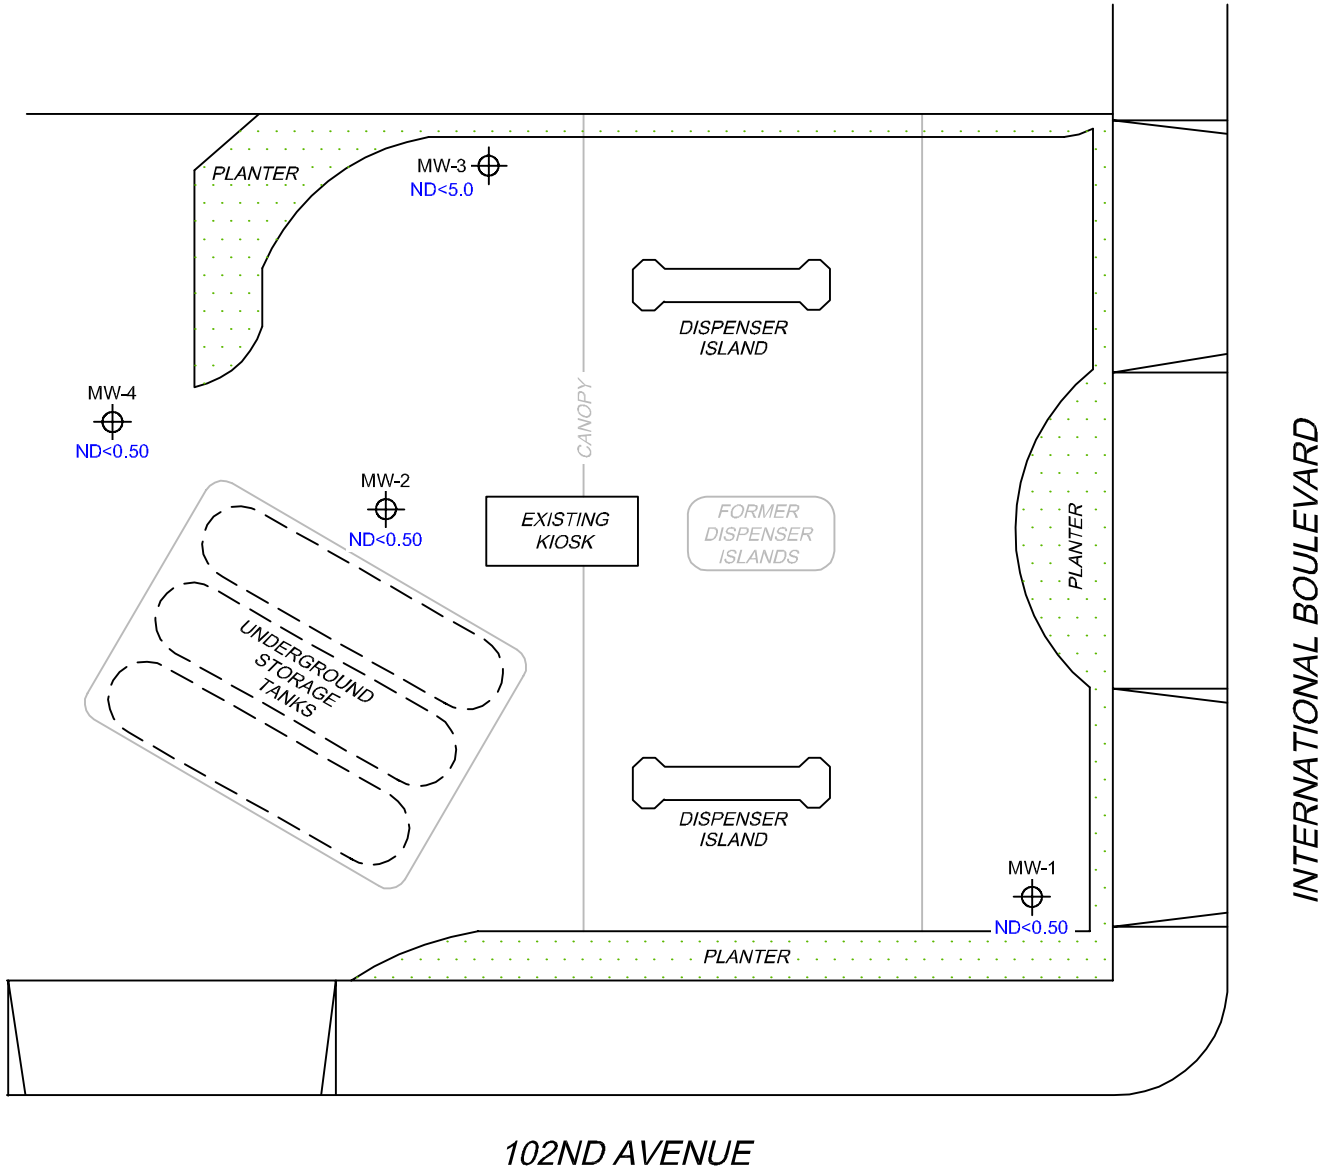 MW-3
ND<5.0
PLANTER
DISPENSER
ISLAND
MW-4
ND<0.50
CANOPY
MW-2
ND<0.50
EXISTING
KIOSK
FORMER
DISPENSER
ISLANDS
PLANTER
INTERNATIONAL BOULEVARD
UNDERGROUND
STORAGE
TANKS
DISPENSER
ISLAND
MW-1
ND<0.50
PLANTER
102ND AVENUE